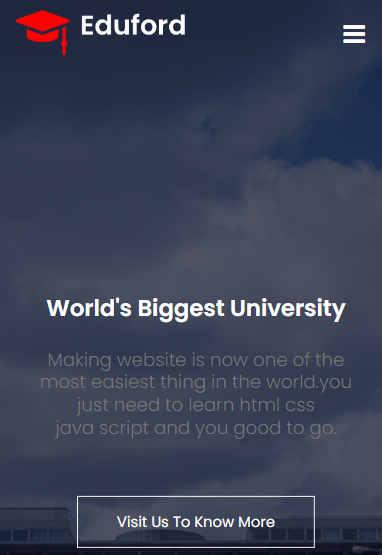 Eduford
World's Biggest University
Making website is now one of the
most easiest thing in the world.you
just need to learn html css
java script and you good to go.
Visit Us To Know More